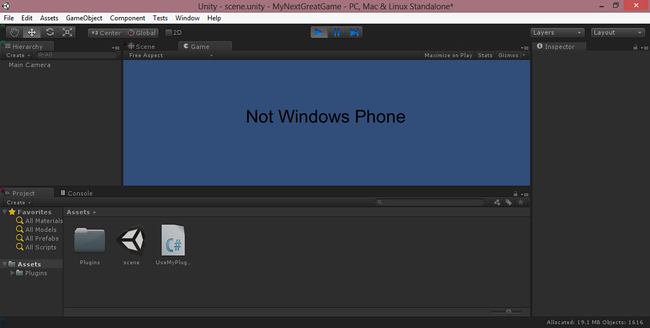 Unity - scene.unity - MyNextGreatGame - PC, Mac & Linux Standalone*
File Edit Assets GameObject Component Tests Window Help
Center Global 2D Layers Layout
Hierarchy Scene Game Inspector
Create All Free Aspect Maximize on Play Stats Gizmos
Main Camera
Not Windows Phone
Project Console
Create
Favorites Assets
All Materials
All Models
All Prefabs
All Scripts
C#
Plugins scene UseMyPlug...
Assets
Plugins
Allocated: 19.1 MB Objects: 1616